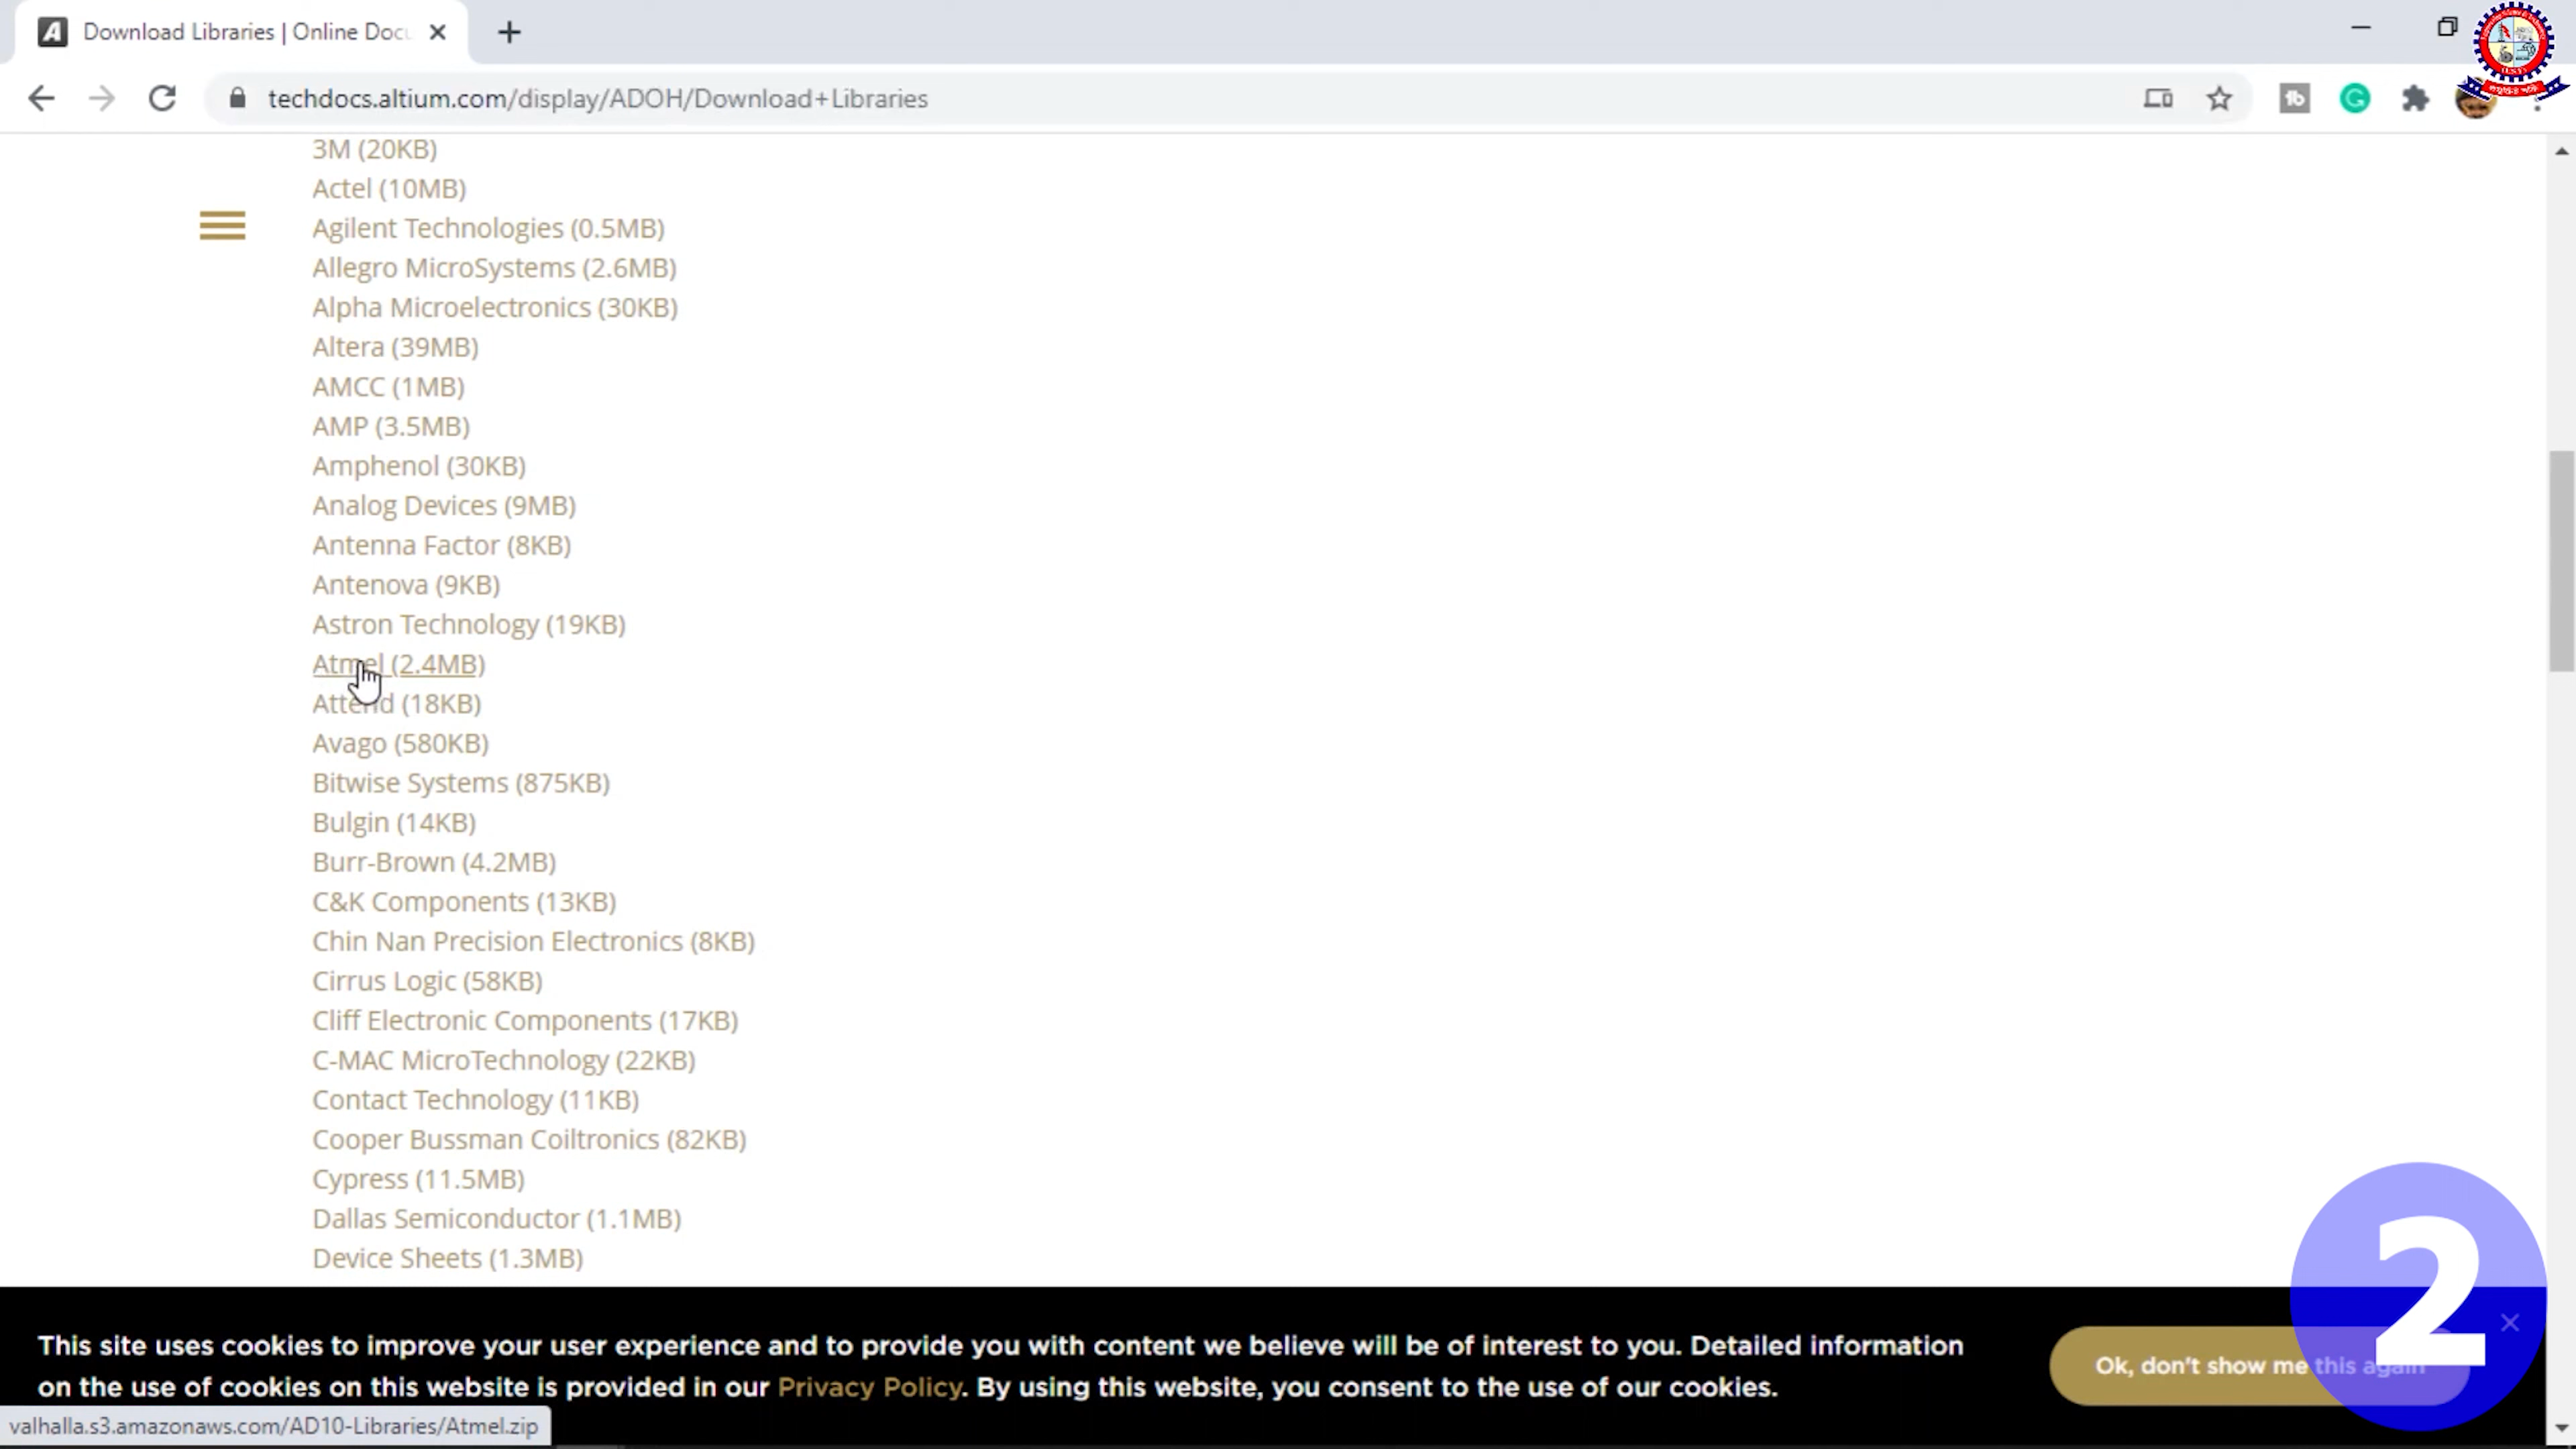 Download Libraries | Online Docu
techdocs.altium.com/display/ADOH/Download+Libraries
3M (20KB)
Actel (10MB)
Agilent Technologies (0.5MB)
Allegro MicroSystems (2.6MB)
Alpha Microelectronics (30KB)
Altera (39MB)
AMCC (1MB)
AMP (3.5MB)
Amphenol (30KB)
Analog Devices (9MB)
Antenna Factor (8KB)
Antenova (9KB)
Astron Technology (19KB)
Atmel (2.4MB)
Attend (18KB)
Avago (580KB)
Bitwise Systems (875KB)
Bulgin (14KB)
Burr-Brown (4.2MB)
C&K Components (13KB)
Chin Nan Precision Electronics (8KB)
Cirrus Logic (58KB)
Cliff Electronic Components (17KB)
C-MAC MicroTechnology (22KB)
Contact Technology (11KB)
Cooper Bussman Coiltronics (82KB)
Cypress (11.5MB)
Dallas Semiconductor (1.1MB)
Device Sheets (1.3MB)
This site uses cookies to improve your user experience and to provide you with content we believe will be of interest to you. Detailed information
on the use of cookies on this website is provided in our Privacy Policy. By using this website, you consent to the use of our cookies.
Ok, don't show me this again
2
valhalla.s3.amazonaws.com/AD10-Libraries/Atmel.zip